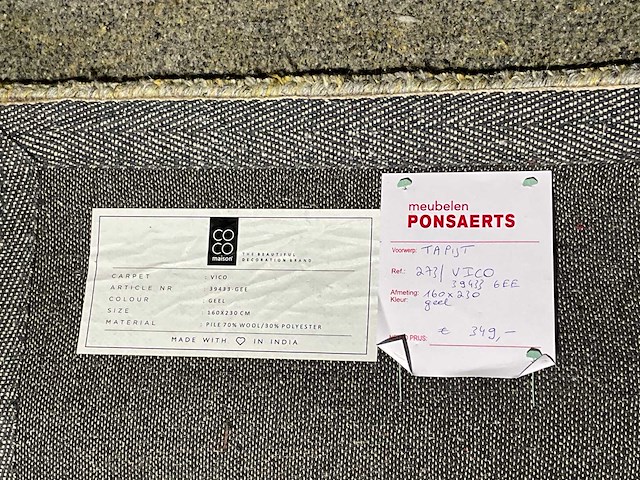 CO
CO
maison
THE BEAUTIFUL
DECORATION BRAND
CARPET : VICO
ARTICLE NR : 39433-GEL
COLOUR : GEEL
SIZE : 160X230 CM
MATERIAL : PILE 70% WOOL/30% POLYESTER
MADE WITH ♡ IN INDIA
meubelen
PONSAERTS
Voorwerp: TAPIJT
Ref.: 273/ VICO
39433 GEE
Afmeting: 160x230
Kleur: geel
PRIJS: € 349,-